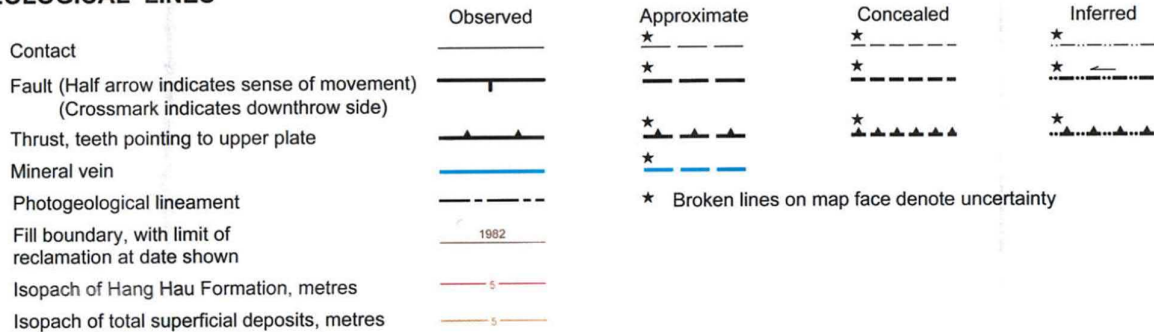 Observed Approximate Concealed Inferred
Contact ★ ★ ★
Fault (Half arrow indicates sense of movement) ★ ★ ★
(Crossmark indicates downthrow side)
Thrust, teeth pointing to upper plate ★ ★ ★
Mineral vein ★
Photogeological lineament ★ Broken lines on map face denote uncertainty
Fill boundary, with limit of 1982
reclamation at date shown
Isopach of Hang Hau Formation, metres 5
Isopach of total superficial deposits, metres 5